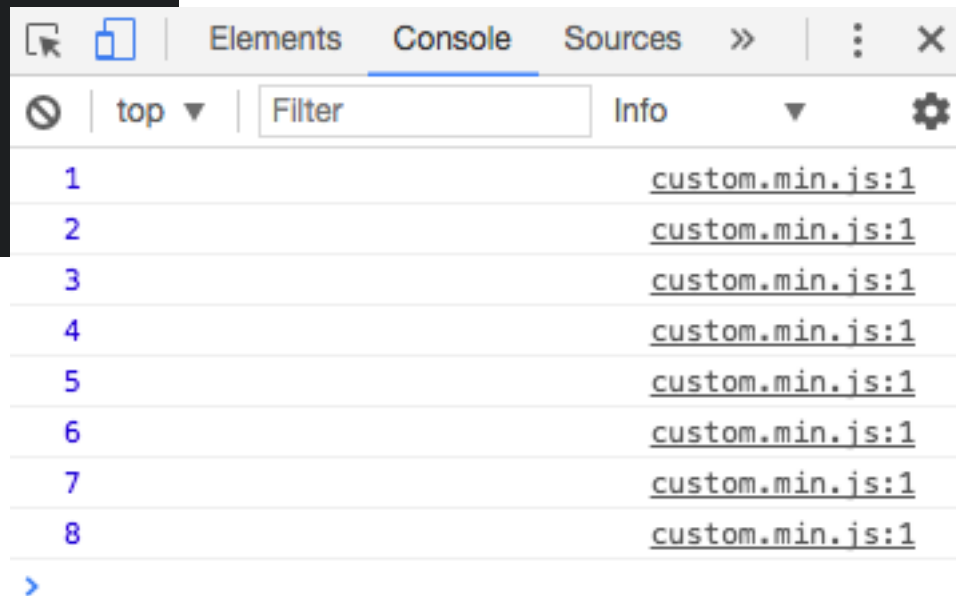 Elements Console Sources »
top ▼ Filter Info ▼
1 custom.min.js:1
2 custom.min.js:1
3 custom.min.js:1
4 custom.min.js:1
5 custom.min.js:1
6 custom.min.js:1
7 custom.min.js:1
8 custom.min.js:1
>